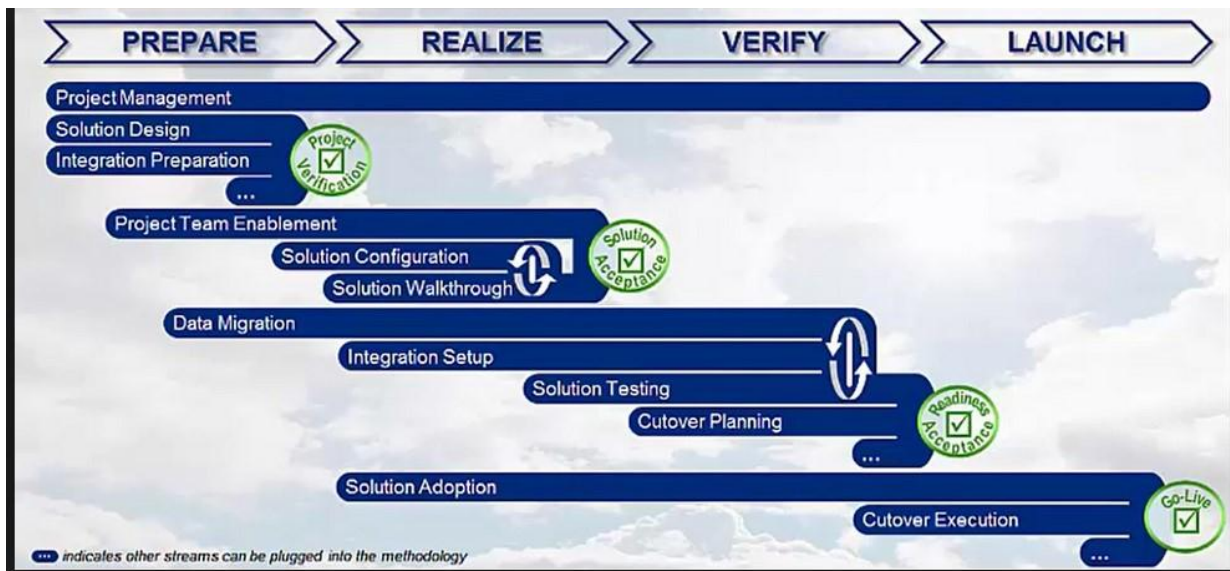 PREPARE
REALIZE
VERIFY
LAUNCH
Project Management
Solution Design
Integration Preparation
Project Verification
...
Project Team Enablement
Solution Configuration
Solution Walkthrough
Solution Acceptance
Data Migration
Integration Setup
Solution Testing
Cutover Planning
Readiness Acceptance
...
Solution Adoption
Cutover Execution
Go-Live
...
... indicates other streams can be plugged into the methodology